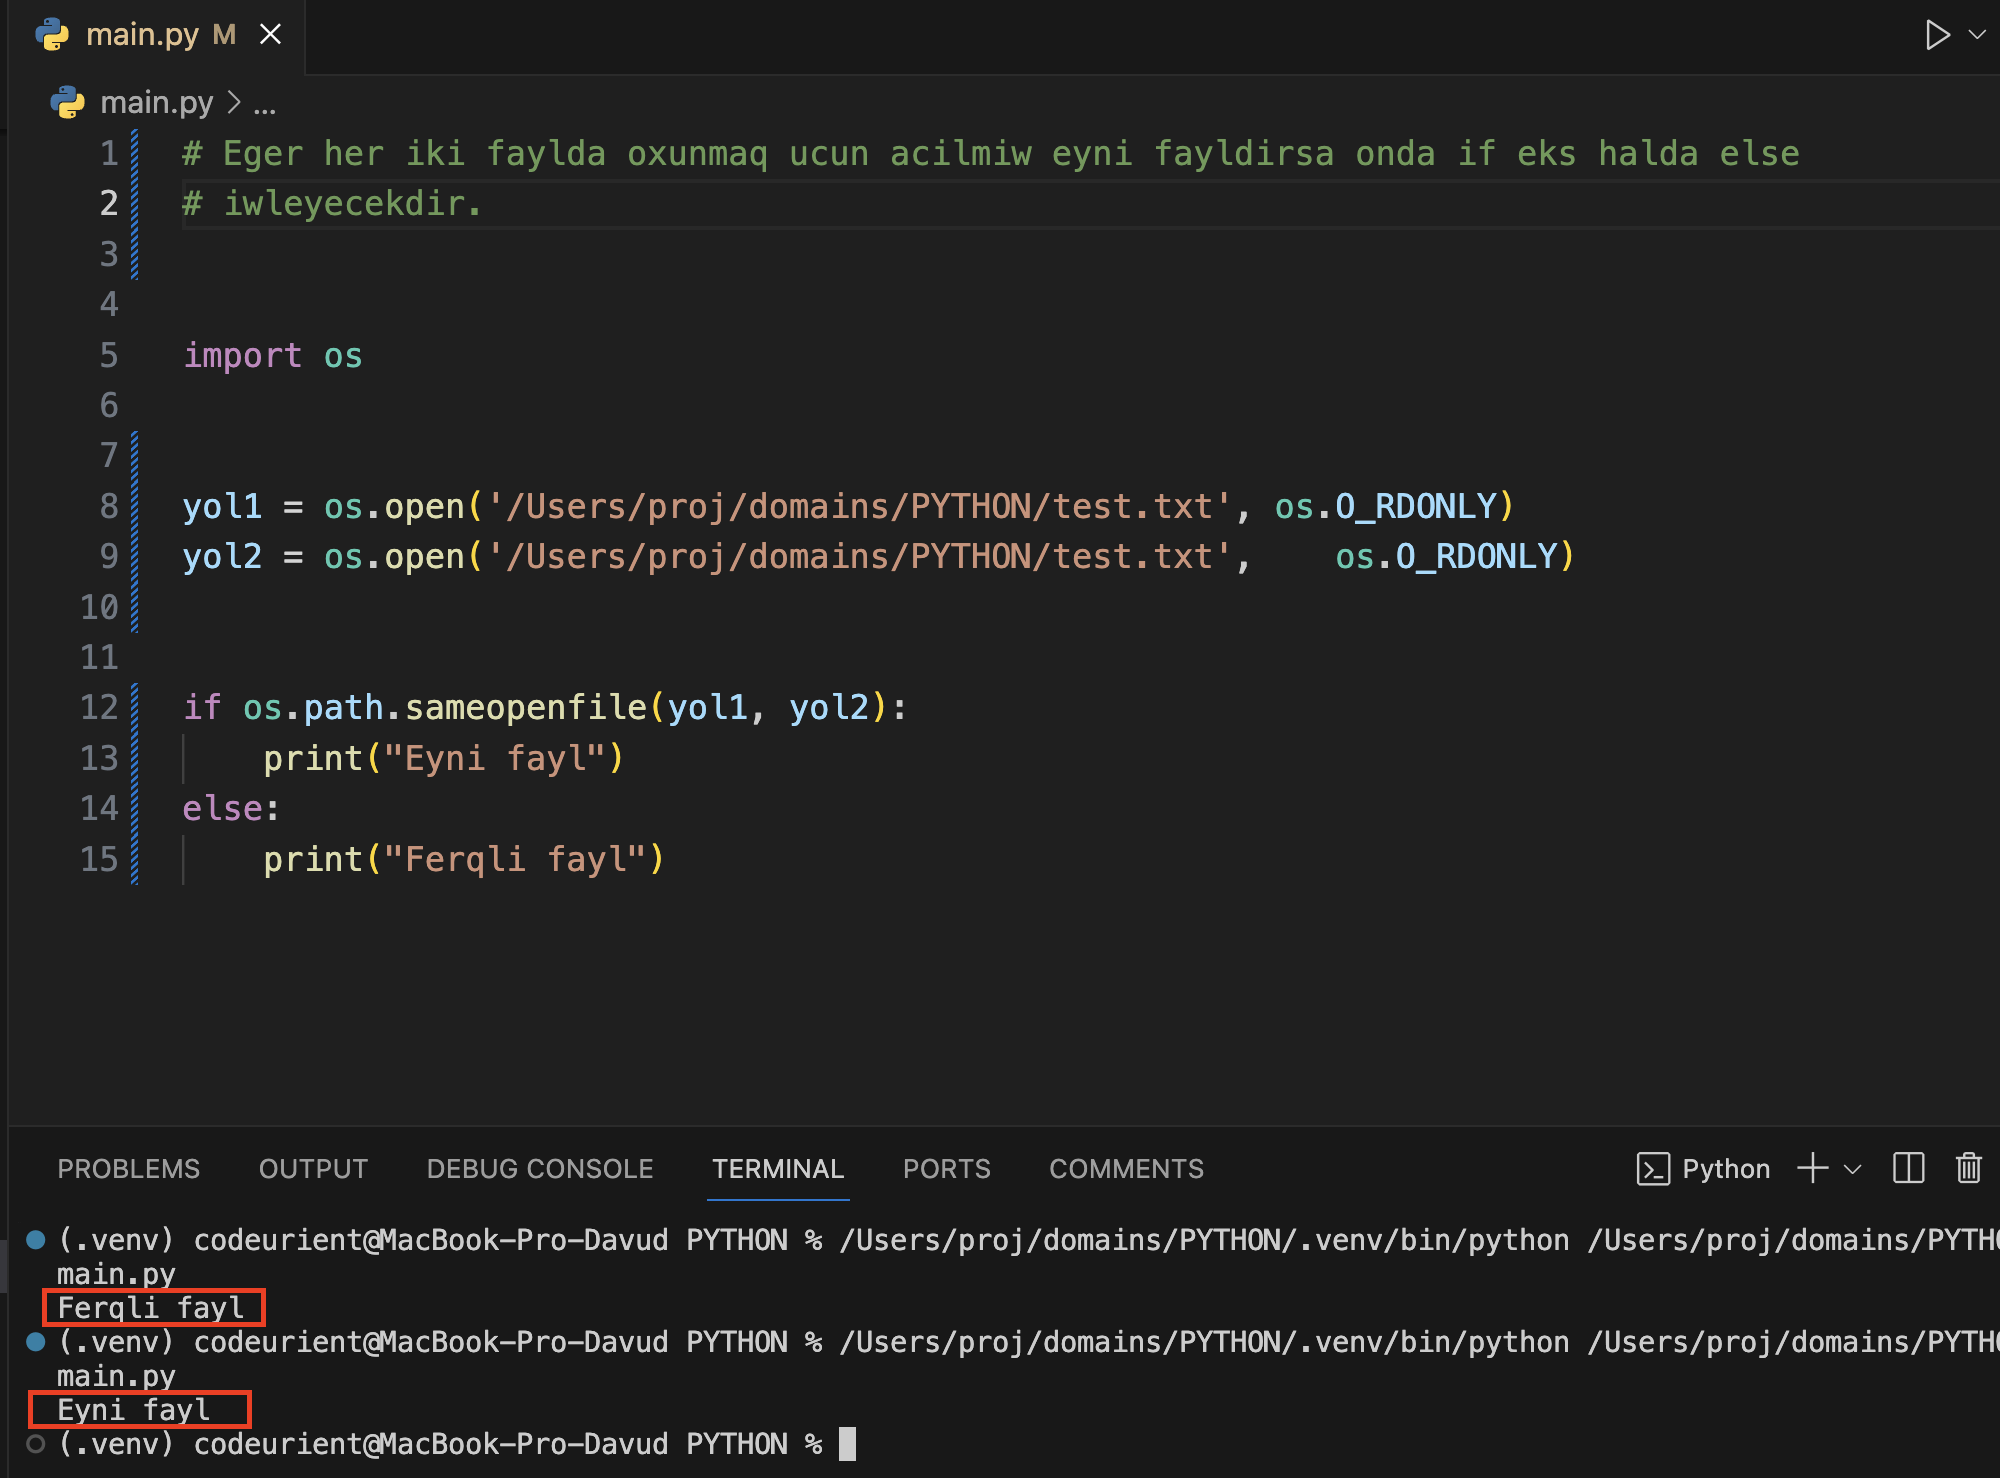 main.py M
main.py > ...
1 # Eger her iki faylda oxunmaq ucun acilmiw eyni fayldirsa onda if eks halda else
2 # iwleyecekdir.
3
4
5 import os
6
7
8 yol1 = os.open('/Users/proj/domains/PYTHON/test.txt', os.O_RDONLY)
9 yol2 = os.open('/Users/proj/domains/PYTHON/test.txt',    os.O_RDONLY)
10
11
12 if os.path.sameopenfile(yol1, yol2):
13     print("Eyni fayl")
14 else:
15     print("Ferqli fayl")
PROBLEMS OUTPUT DEBUG CONSOLE TERMINAL PORTS COMMENTS Python
(.venv) codeurient@MacBook-Pro-Davud PYTHON % /Users/proj/domains/PYTHON/.venv/bin/python /Users/proj/domains/PYTHO
main.py
Ferqli fayl
(.venv) codeurient@MacBook-Pro-Davud PYTHON % /Users/proj/domains/PYTHON/.venv/bin/python /Users/proj/domains/PYTHO
main.py
Eyni fayl
(.venv) codeurient@MacBook-Pro-Davud PYTHON %